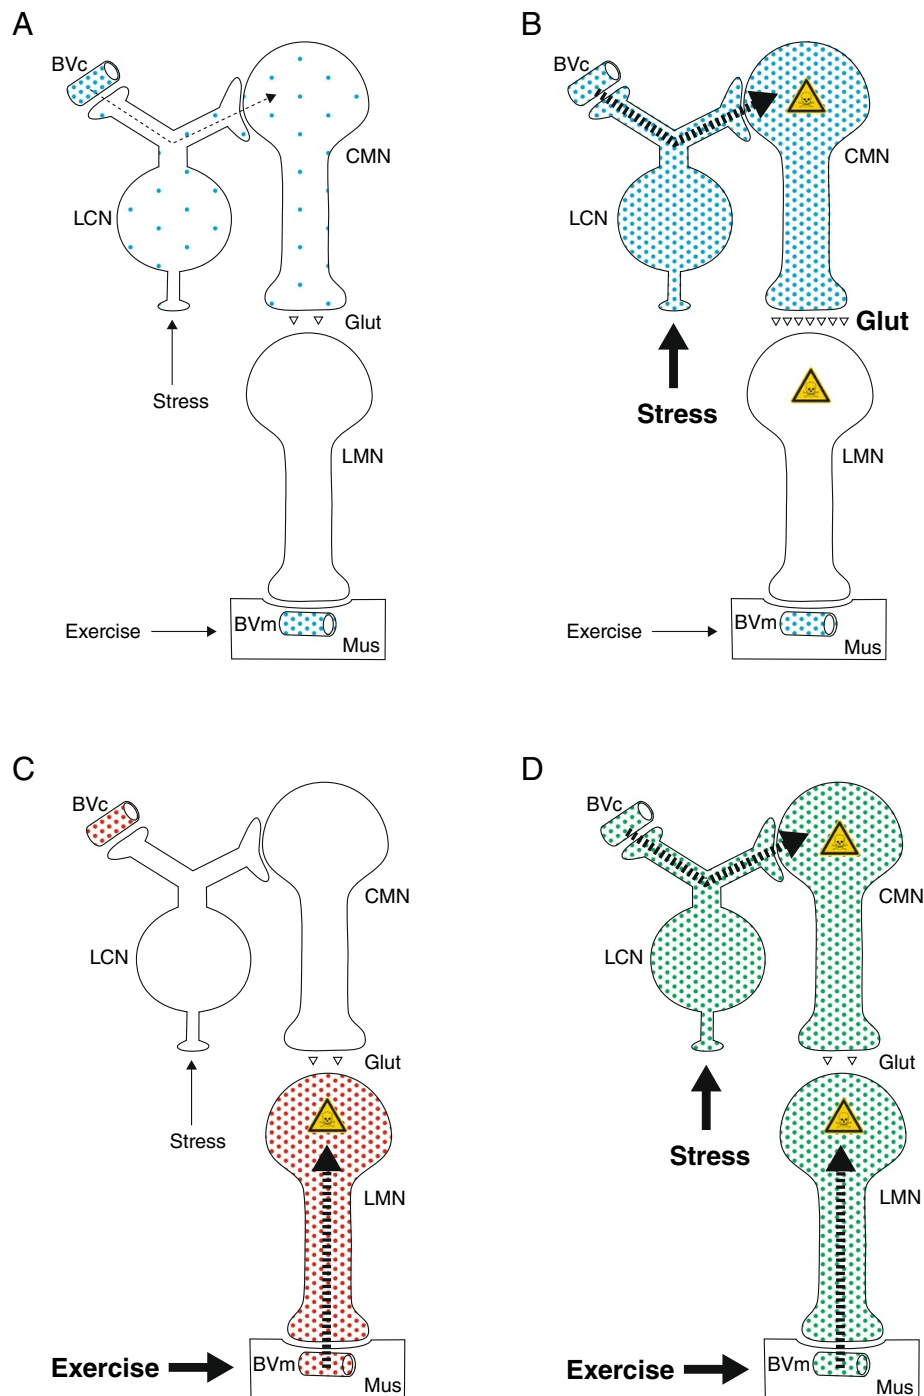 A
BVc
CMN
LCN
Glut
Stress
LMN
Exercise
BVm
Mus
B
BVc
CMN
LCN
Glut
Stress
LMN
Exercise
BVm
Mus
C
BVc
CMN
LCN
Glut
Stress
LMN
Exercise
BVm
Mus
D
BVc
CMN
LCN
Glut
Stress
LMN
Exercise
BVm
Mus